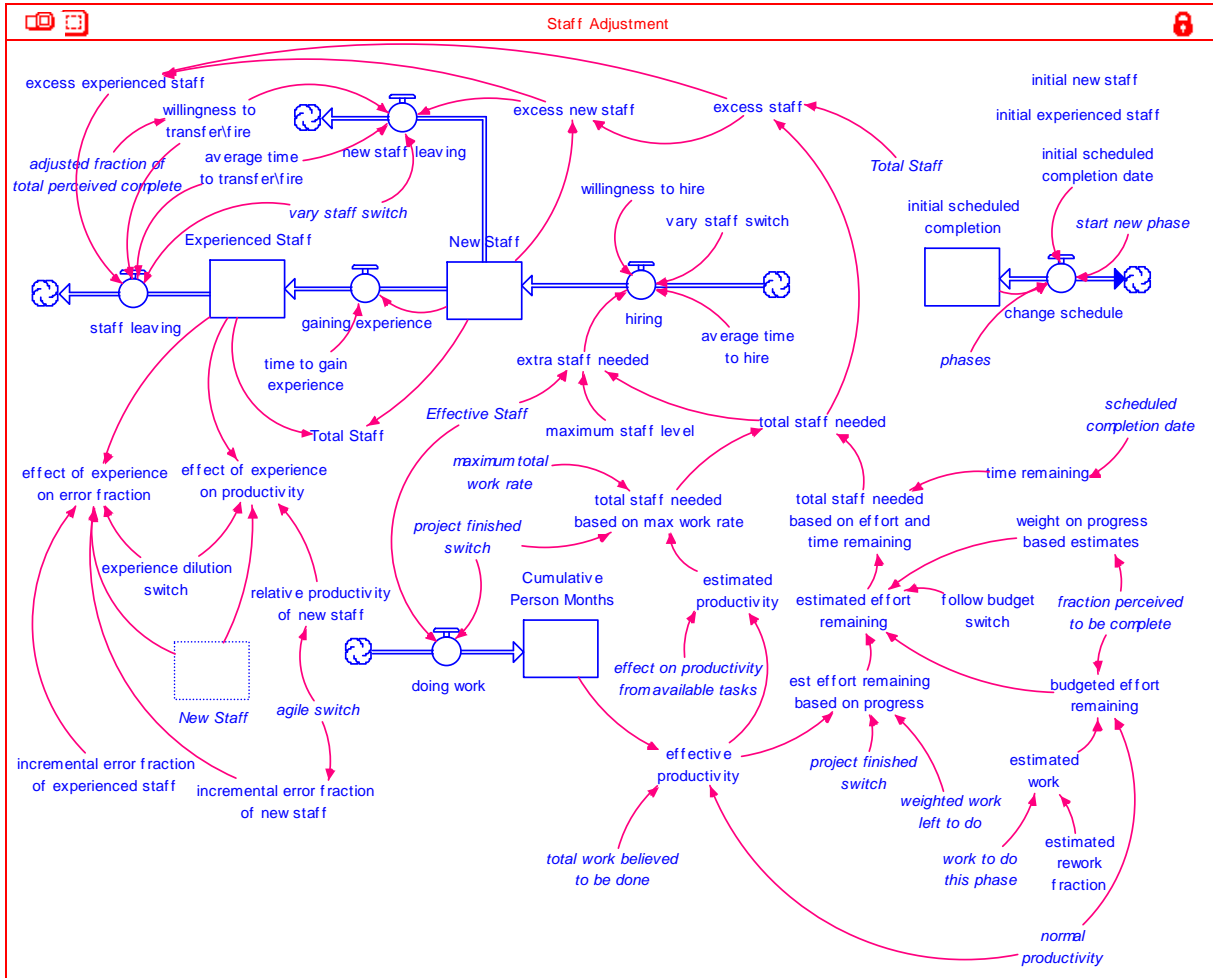 Staff Adjustment
excess experienced staff
willingness to
transfer\fire
adjusted fraction of
total perceived complete
average time
to transfer\fire
new staff leaving
vary staff switch
excess new staff
excess staff
Total Staff
initial new staff
initial experienced staff
initial scheduled
completion date
initial scheduled
completion
start new phase
change schedule
phases
willingness to hire
vary staff switch
Experienced Staff
New Staff
staff leaving
gaining experience
hiring
time to gain
experience
average time
to hire
extra staff needed
Effective Staff
maximum staff level
total staff needed
Total Staff
scheduled
completion date
time remaining
effect of experience
on error fraction
effect of experience
on productivity
maximum total
work rate
total staff needed
based on max work rate
total staff needed
based on effort and
time remaining
weight on progress
based estimates
project finished
switch
experience dilution
switch
relative productivity
of new staff
Cumulative
Person Months
estimated
productivity
estimated effort
remaining
follow budget
switch
fraction perceived
to be complete
doing work
effect on productivity
from available tasks
est effort remaining
based on progress
budgeted effort
remaining
New Staff
agile switch
incremental error fraction
of experienced staff
incremental error fraction
of new staff
effective
productivity
project finished
switch
weighted work
left to do
estimated
work
total work believed
to be done
work to do
this phase
estimated
rework
fraction
normal
productivity